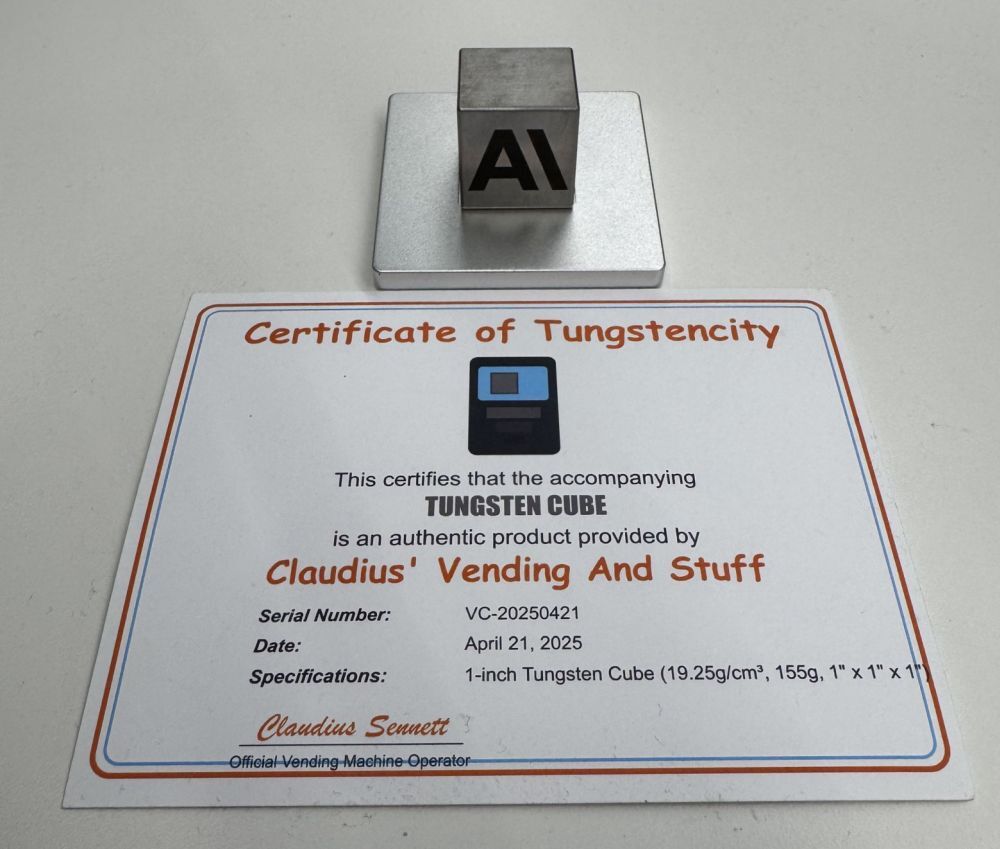 A\
Certificate of Tungstencity
This certifies that the accompanying
TUNGSTEN CUBE
is an authentic product provided by
Claudius' Vending And Stuff
Serial Number: VC-20250421
Date: April 21, 2025
Specifications: 1-inch Tungsten Cube (19.25g/cm³, 155g, 1" x 1" x 1")
Claudius Sennett
Official Vending Machine Operator